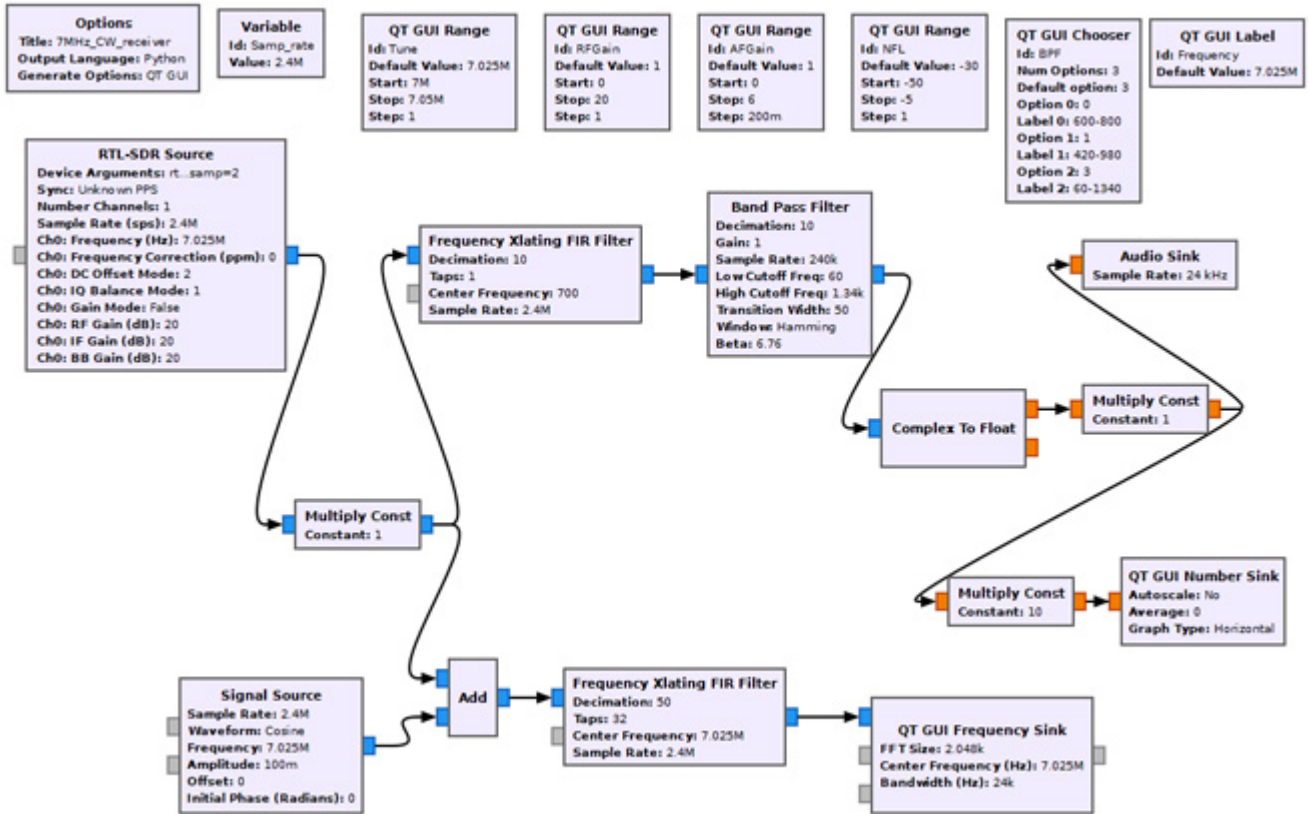 Options
Title: 7MHz_CW_receiver
Output Language: Python
Generate Options: QT GUI
Variable
Id: Samp_rate
Value: 2.4M
QT GUI Range
Id: Tune
Default Value: 7.025M
Start: 7M
Stop: 7.05M
Step: 1
QT GUI Range
Id: RFGain
Default Value: 1
Start: 0
Stop: 20
Step: 1
QT GUI Range
Id: AFGain
Default Value: 1
Start: 0
Stop: 6
Step: 200m
QT GUI Range
Id: NFL
Default Value: -30
Start: -50
Stop: -5
Step: 1
QT GUI Chooser
Id: BPF
Num Options: 3
Default option: 3
Option 0: 0
Label 0: 600-800
Option 1: 1
Label 1: 420-980
Option 2: 3
Label 2: 60-1340
QT GUI Label
Id: Frequency
Default Value: 7.025M
RTL-SDR Source
Device Arguments: rt...samp=2
Sync: Unknown PPS
Number Channels: 1
Sample Rate (sps): 2.4M
Ch0: Frequency (Hz): 7.025M
Ch0: Frequency Correction (ppm): 0
Ch0: DC Offset Mode: 2
Ch0: IQ Balance Mode: 1
Ch0: Gain Mode: False
Ch0: RF Gain (dB): 20
Ch0: IF Gain (dB): 20
Ch0: BB Gain (dB): 20
Frequency Xlating FIR Filter
Decimation: 10
Taps: 1
Center Frequency: 700
Sample Rate: 2.4M
Band Pass Filter
Decimation: 10
Gain: 1
Sample Rate: 240k
Low Cutoff Freq: 60
High Cutoff Freq: 1.34k
Transition Width: 50
Window: Hamming
Beta: 6.76
Audio Sink
Sample Rate: 24 kHz
Complex To Float
Multiply Const
Constant: 1
Multiply Const
Constant: 1
Multiply Const
Constant: 10
QT GUI Number Sink
Autoscale: No
Average: 0
Graph Type: Horizontal
Signal Source
Sample Rate: 2.4M
Waveform: Cosine
Frequency: 7.025M
Amplitude: 100m
Offset: 0
Initial Phase (Radians): 0
Add
Frequency Xlating FIR Filter
Decimation: 50
Taps: 32
Center Frequency: 7.025M
Sample Rate: 2.4M
QT GUI Frequency Sink
FFT Size: 2.048k
Center Frequency (Hz): 7.025M
Bandwidth (Hz): 24k